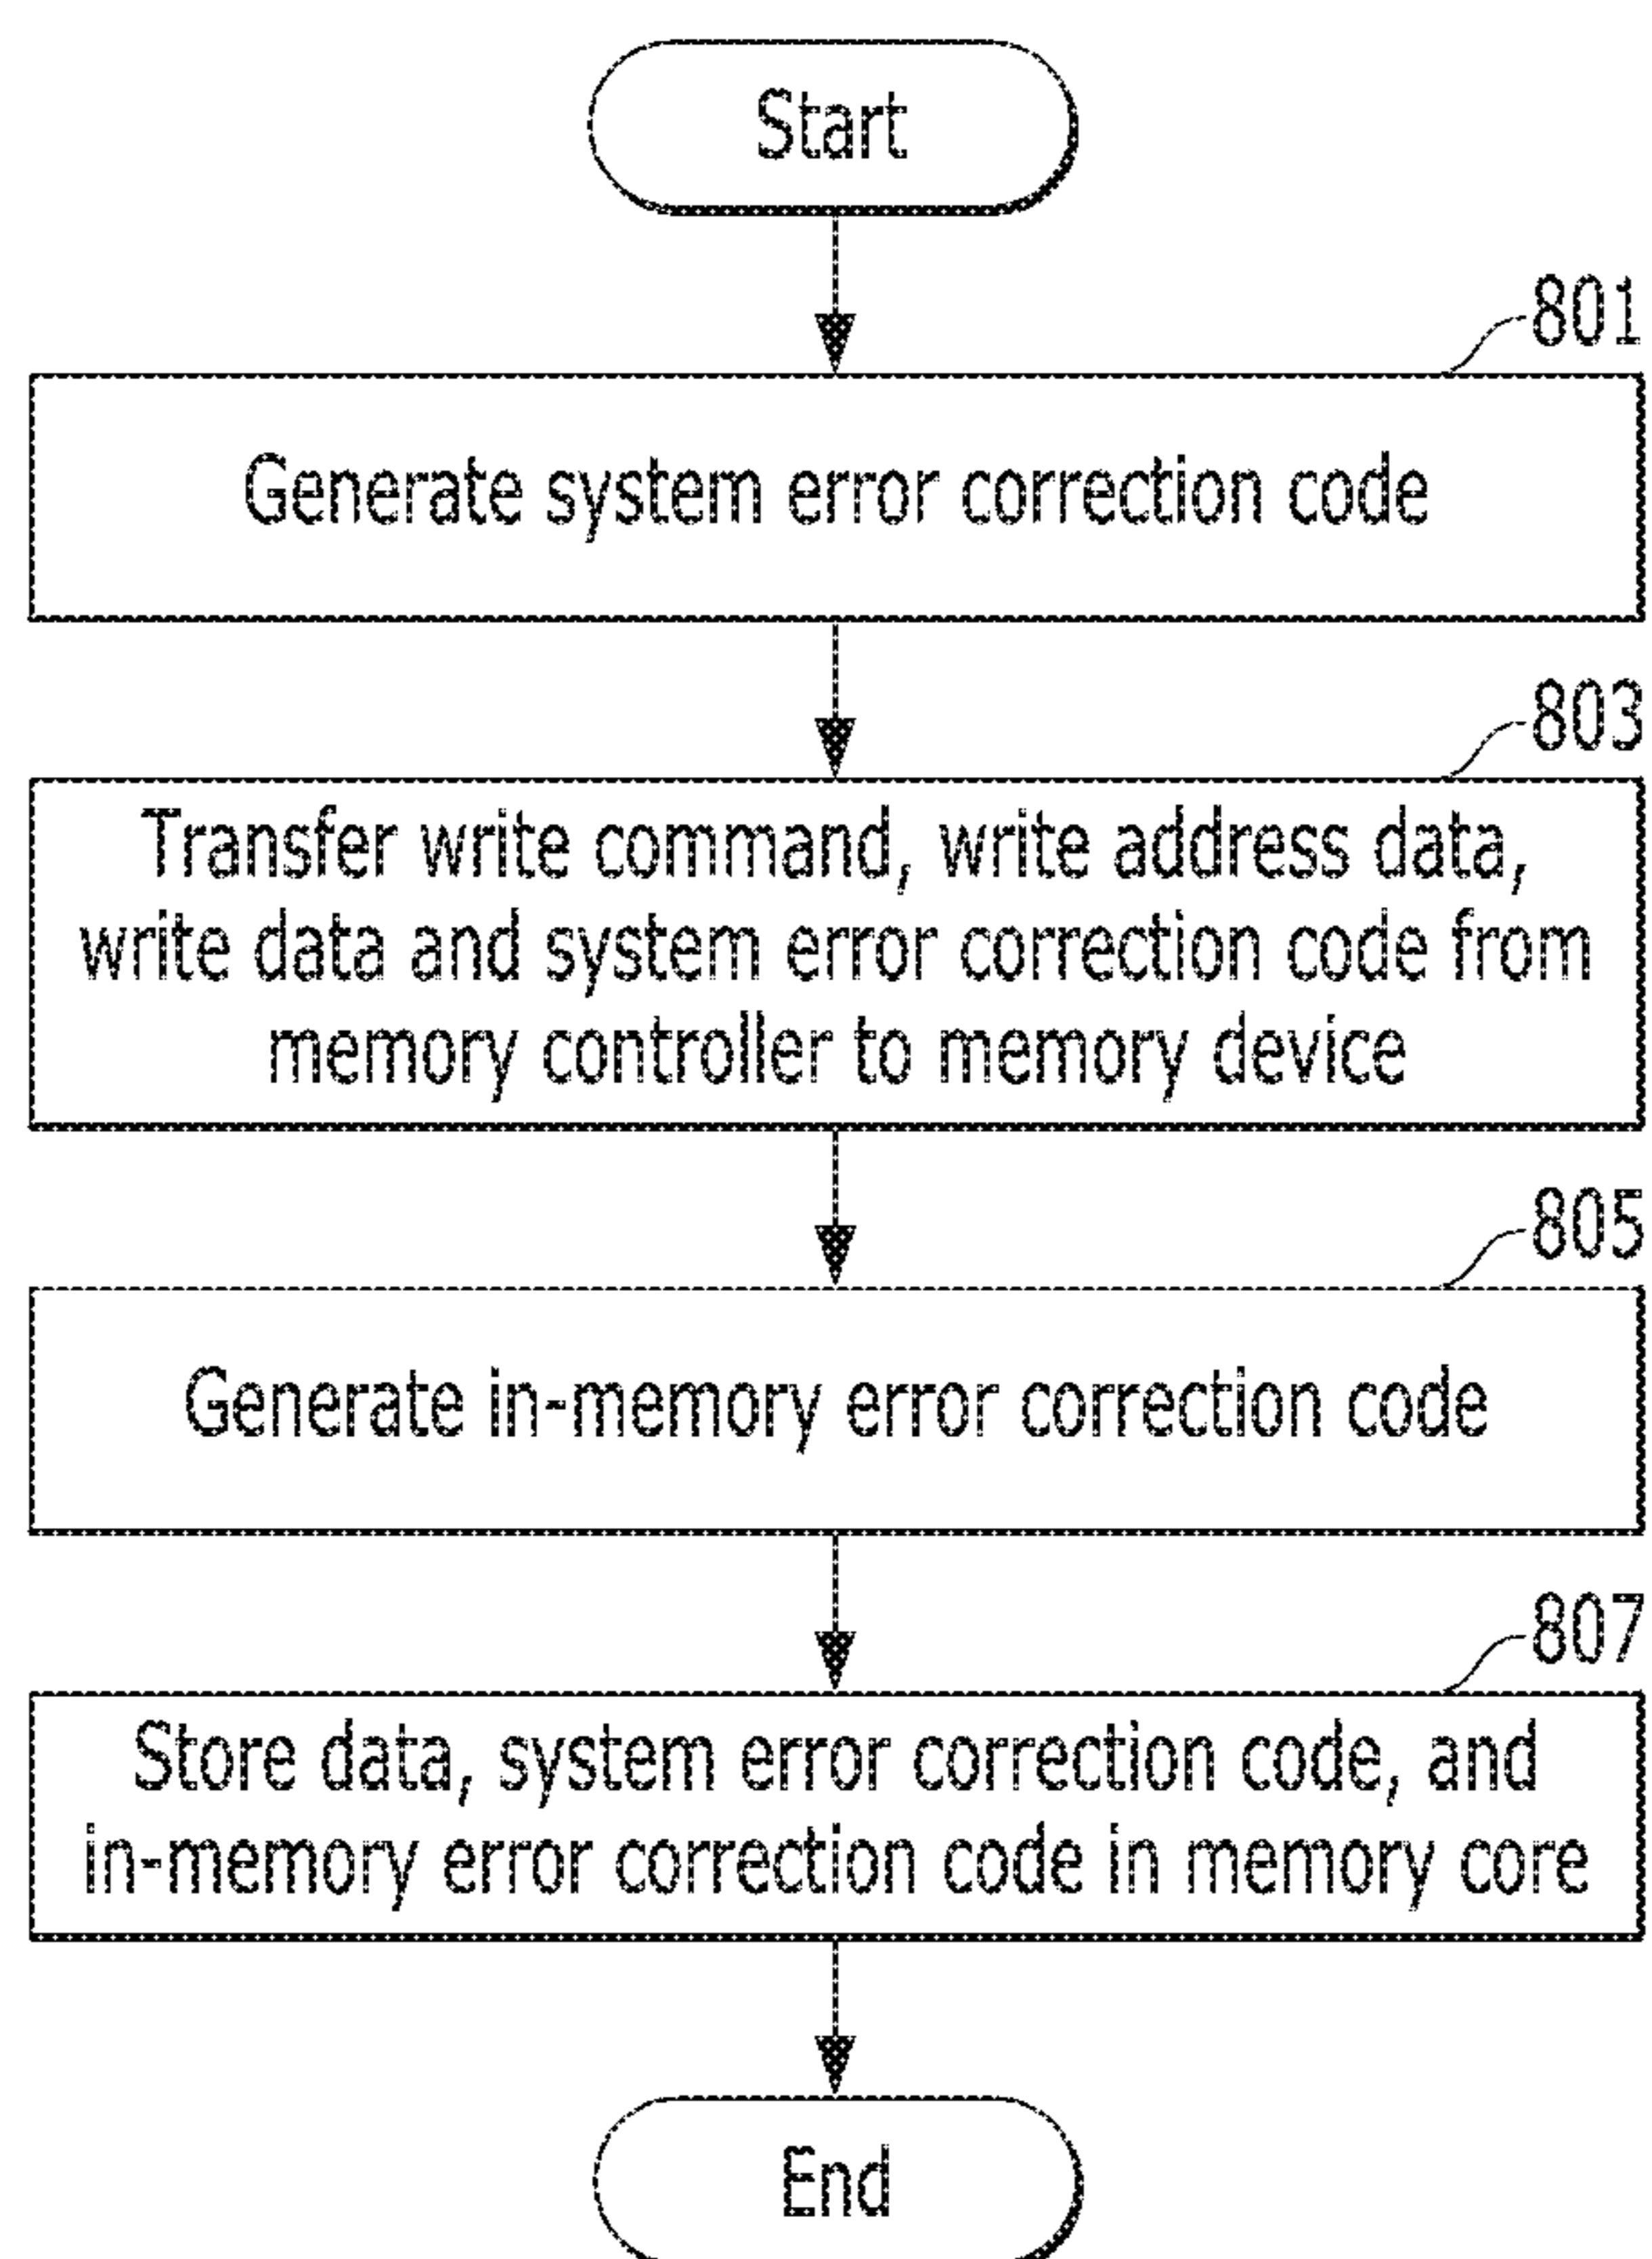 Start
801
Generate system error correction code
803
Transfer write command, write address data,
write data and system error correction code from
memory controller to memory device
805
Generate in-memory error correction code
807
Store data, system error correction code, and
in-memory error correction code in memory core
End